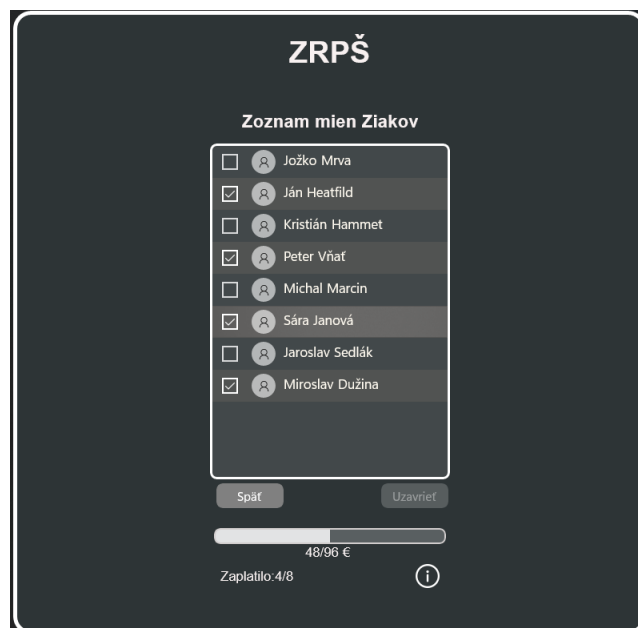 ZRPŠ
Zoznam mien Ziakov
Jožko Mrva
Ján Heatfild
Kristián Hammet
Peter Vňať
Michal Marcin
Sára Janová
Jaroslav Sedlák
Miroslav Dužina
Späť Uzavrieť
48/96 €
Zaplatilo:4/8